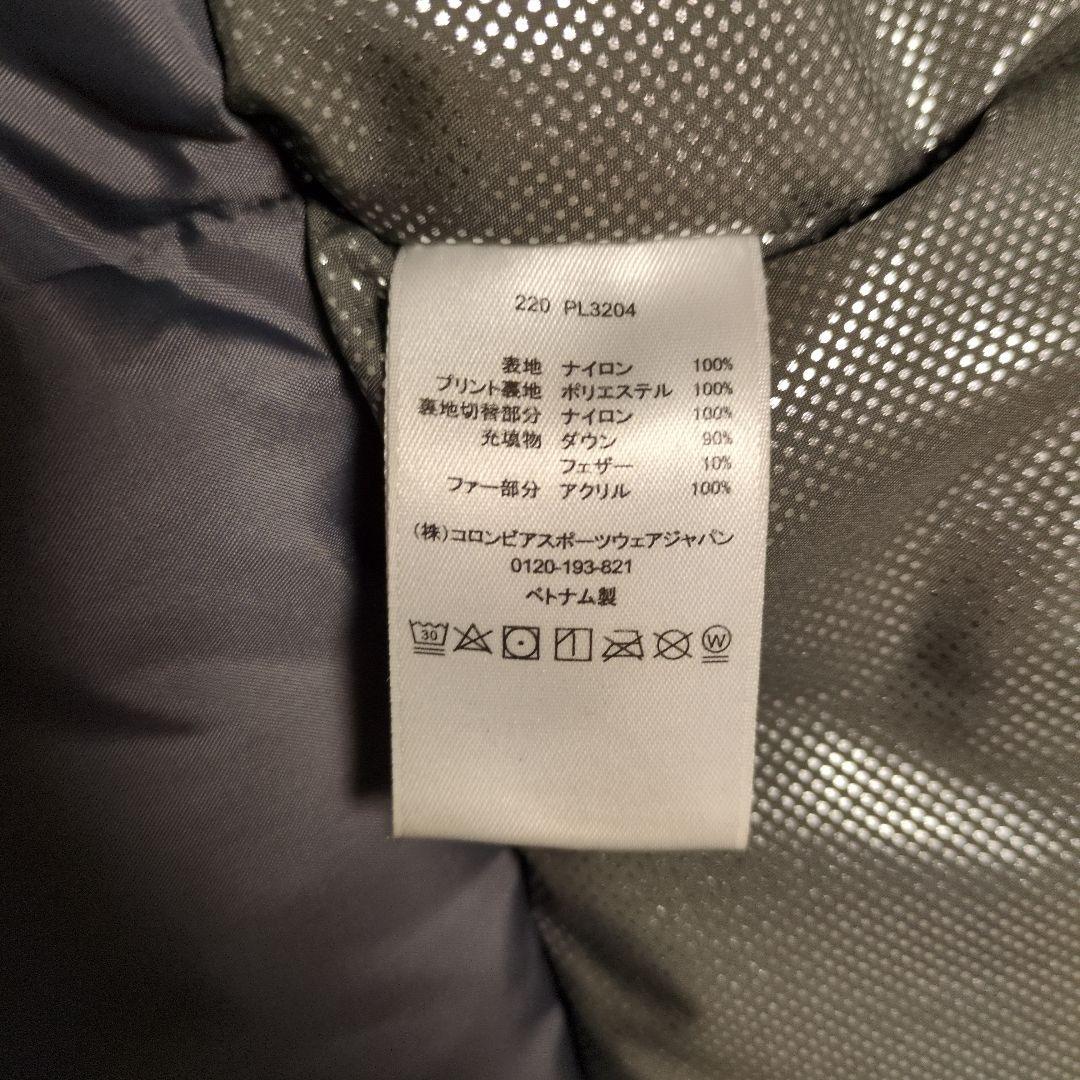 220 PL3204
表地 ナイロン 100%
プリント裏地 ポリエステル 100%
裏地切替部分 ナイロン 100%
充填物 ダウン 90%
フェザー 10%
ファー部分 アクリル 100%
(株)コロンビアスポーツウェアジャパン
0120-193-821
ベトナム製
30 W